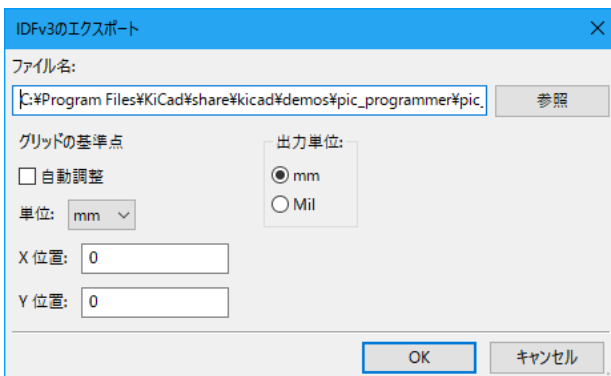 IDFv3のエクスポート
ファイル名:
C:¥Program Files¥KiCad¥share¥kicad¥demos¥pic_programmer¥pic_
参照
グリッドの基準点
出力単位:
自動調整
mm
単位: mm
Mil
X 位置: 0
Y 位置: 0
OK
キャンセル